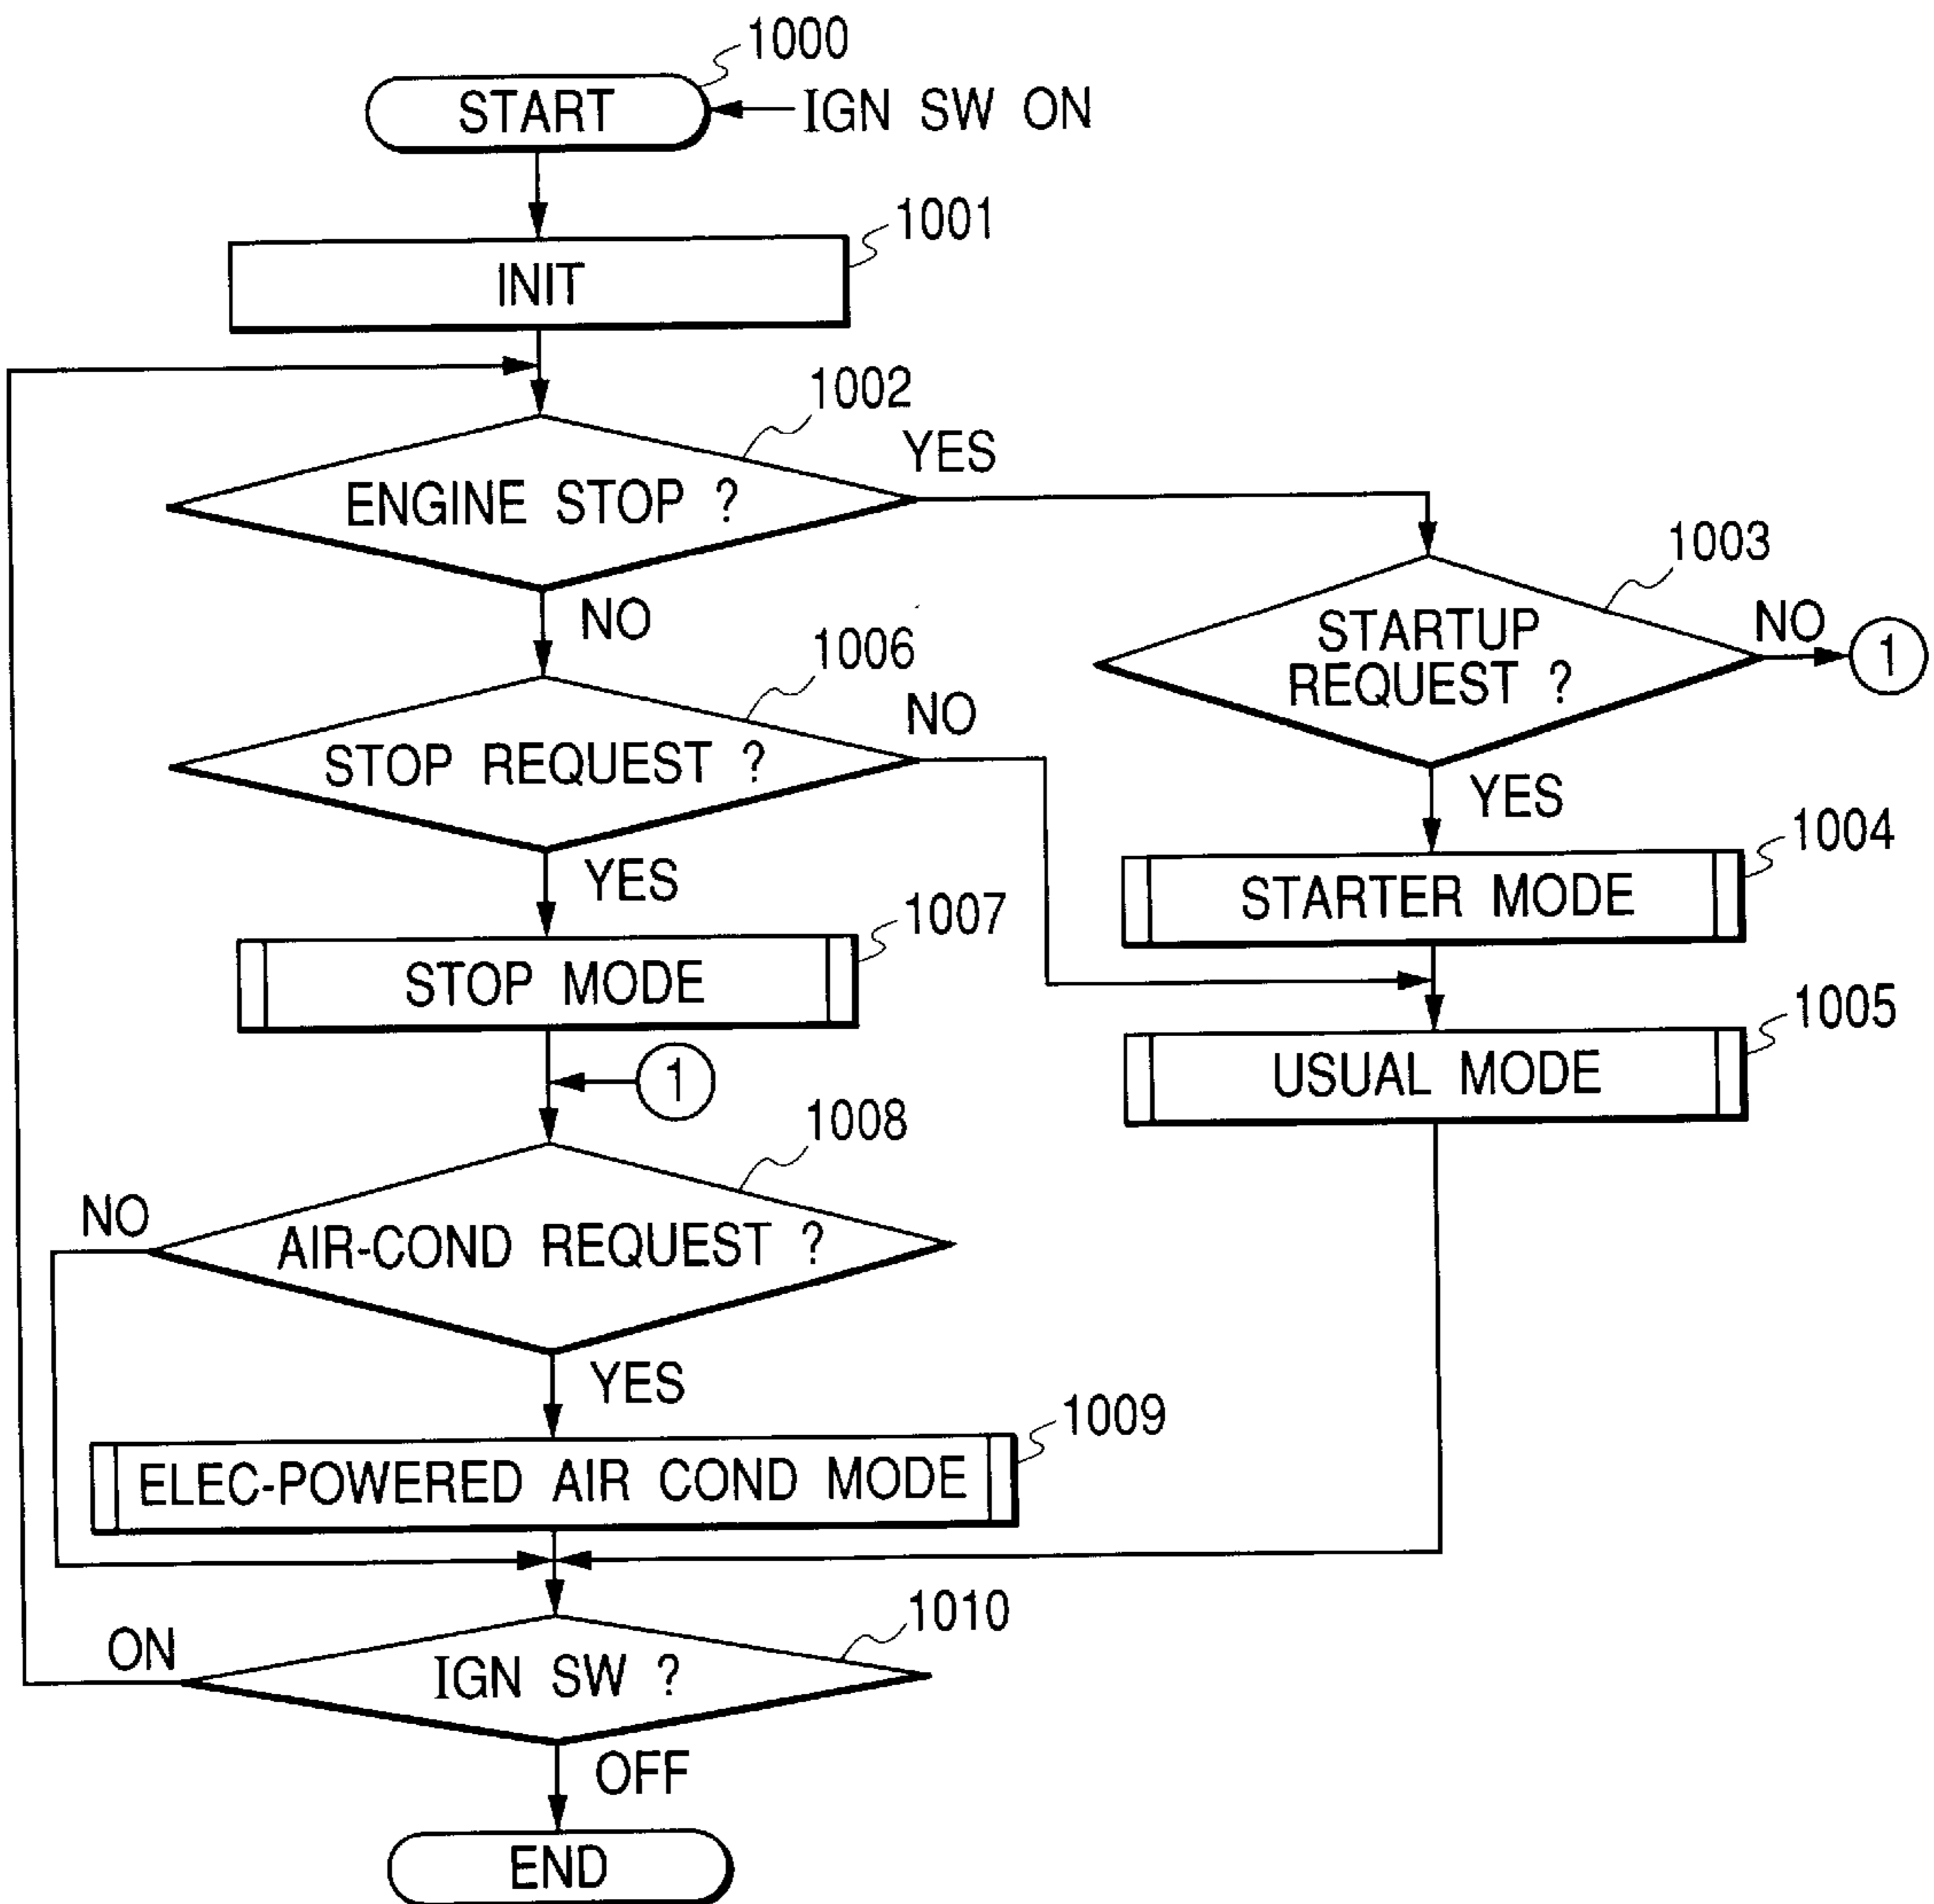 1000
START
IGN SW ON
1001
INIT
1002
ENGINE STOP ?
YES
NO
1003
STARTUP
REQUEST ?
NO
1
YES
1006
STOP REQUEST ?
NO
YES
1004
STARTER MODE
1007
STOP MODE
1005
USUAL MODE
1
1008
AIR-COND REQUEST ?
NO
YES
1009
ELEC-POWERED AIR COND MODE
1010
IGN SW ?
ON
OFF
END